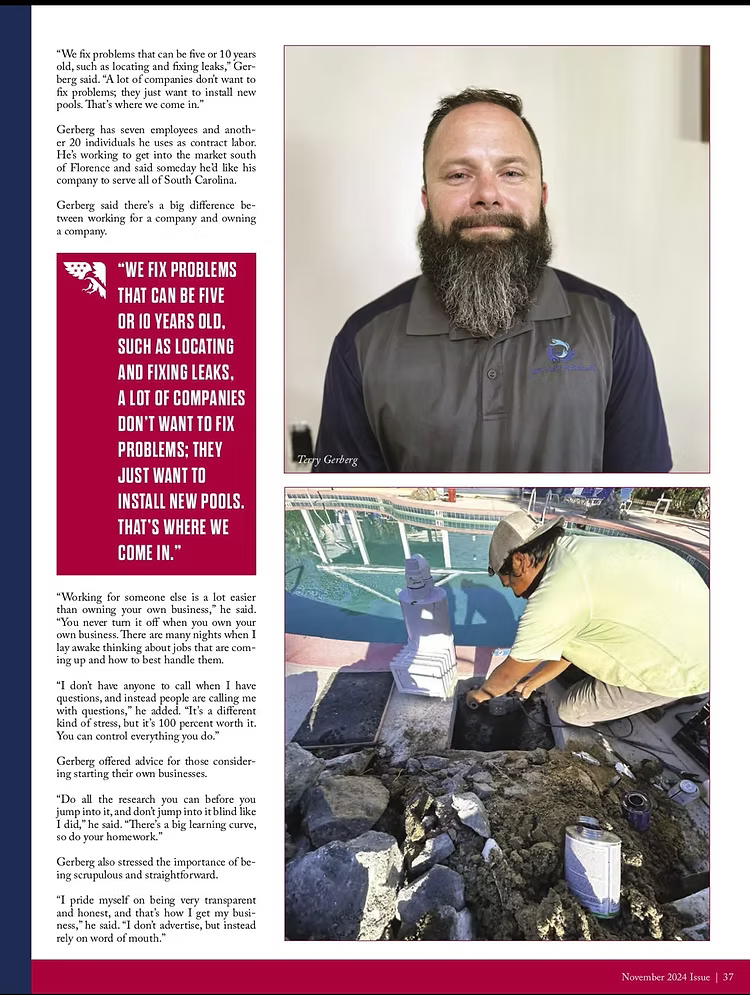 “We fix problems that can be five or 10 years
old, such as locating and fixing leaks,” Ger-
berg said. “A lot of companies don’t want to
fix problems; they just want to install new
pools. That’s where we come in.”
Gerberg has seven employees and anoth-
er 20 individuals he uses as contract labor.
He’s working to get into the market south
of Florence and said someday he’d like his
company to serve all of South Carolina.
Gerberg said there’s a big difference be-
tween working for a company and owning
a company.
“WE FIX PROBLEMS
THAT CAN BE FIVE
OR 10 YEARS OLD,
SUCH AS LOCATING
AND FIXING LEAKS,
A LOT OF COMPANIES
DON’T WANT TO FIX
PROBLEMS; THEY
JUST WANT TO
INSTALL NEW POOLS.
THAT’S WHERE WE
COME IN.”
“Working for someone else is a lot easier
than owning your own business,” he said.
“You never turn it off when you own your
own business. There are many nights when I
lay awake thinking about jobs that are com-
ing up and how to best handle them.
“I don’t have anyone to call when I have
questions, and instead people are calling me
with questions,” he added. “It’s a different
kind of stress, but it’s 100 percent worth it.
You can control everything you do.”
Gerberg offered advice for those consider-
ing starting their own businesses.
“Do all the research you can before you
jump into it, and don’t jump into it blind like
I did,” he said. “There’s a big learning curve,
so do your homework.”
Gerberg also stressed the importance of be-
ing scrupulous and straightforward.
“I pride myself on being very transparent
and honest, and that’s how I get my busi-
ness,” he said. “I don’t advertise, but instead
rely on word of mouth.”
Terry Gerberg
November 2024 Issue | 37